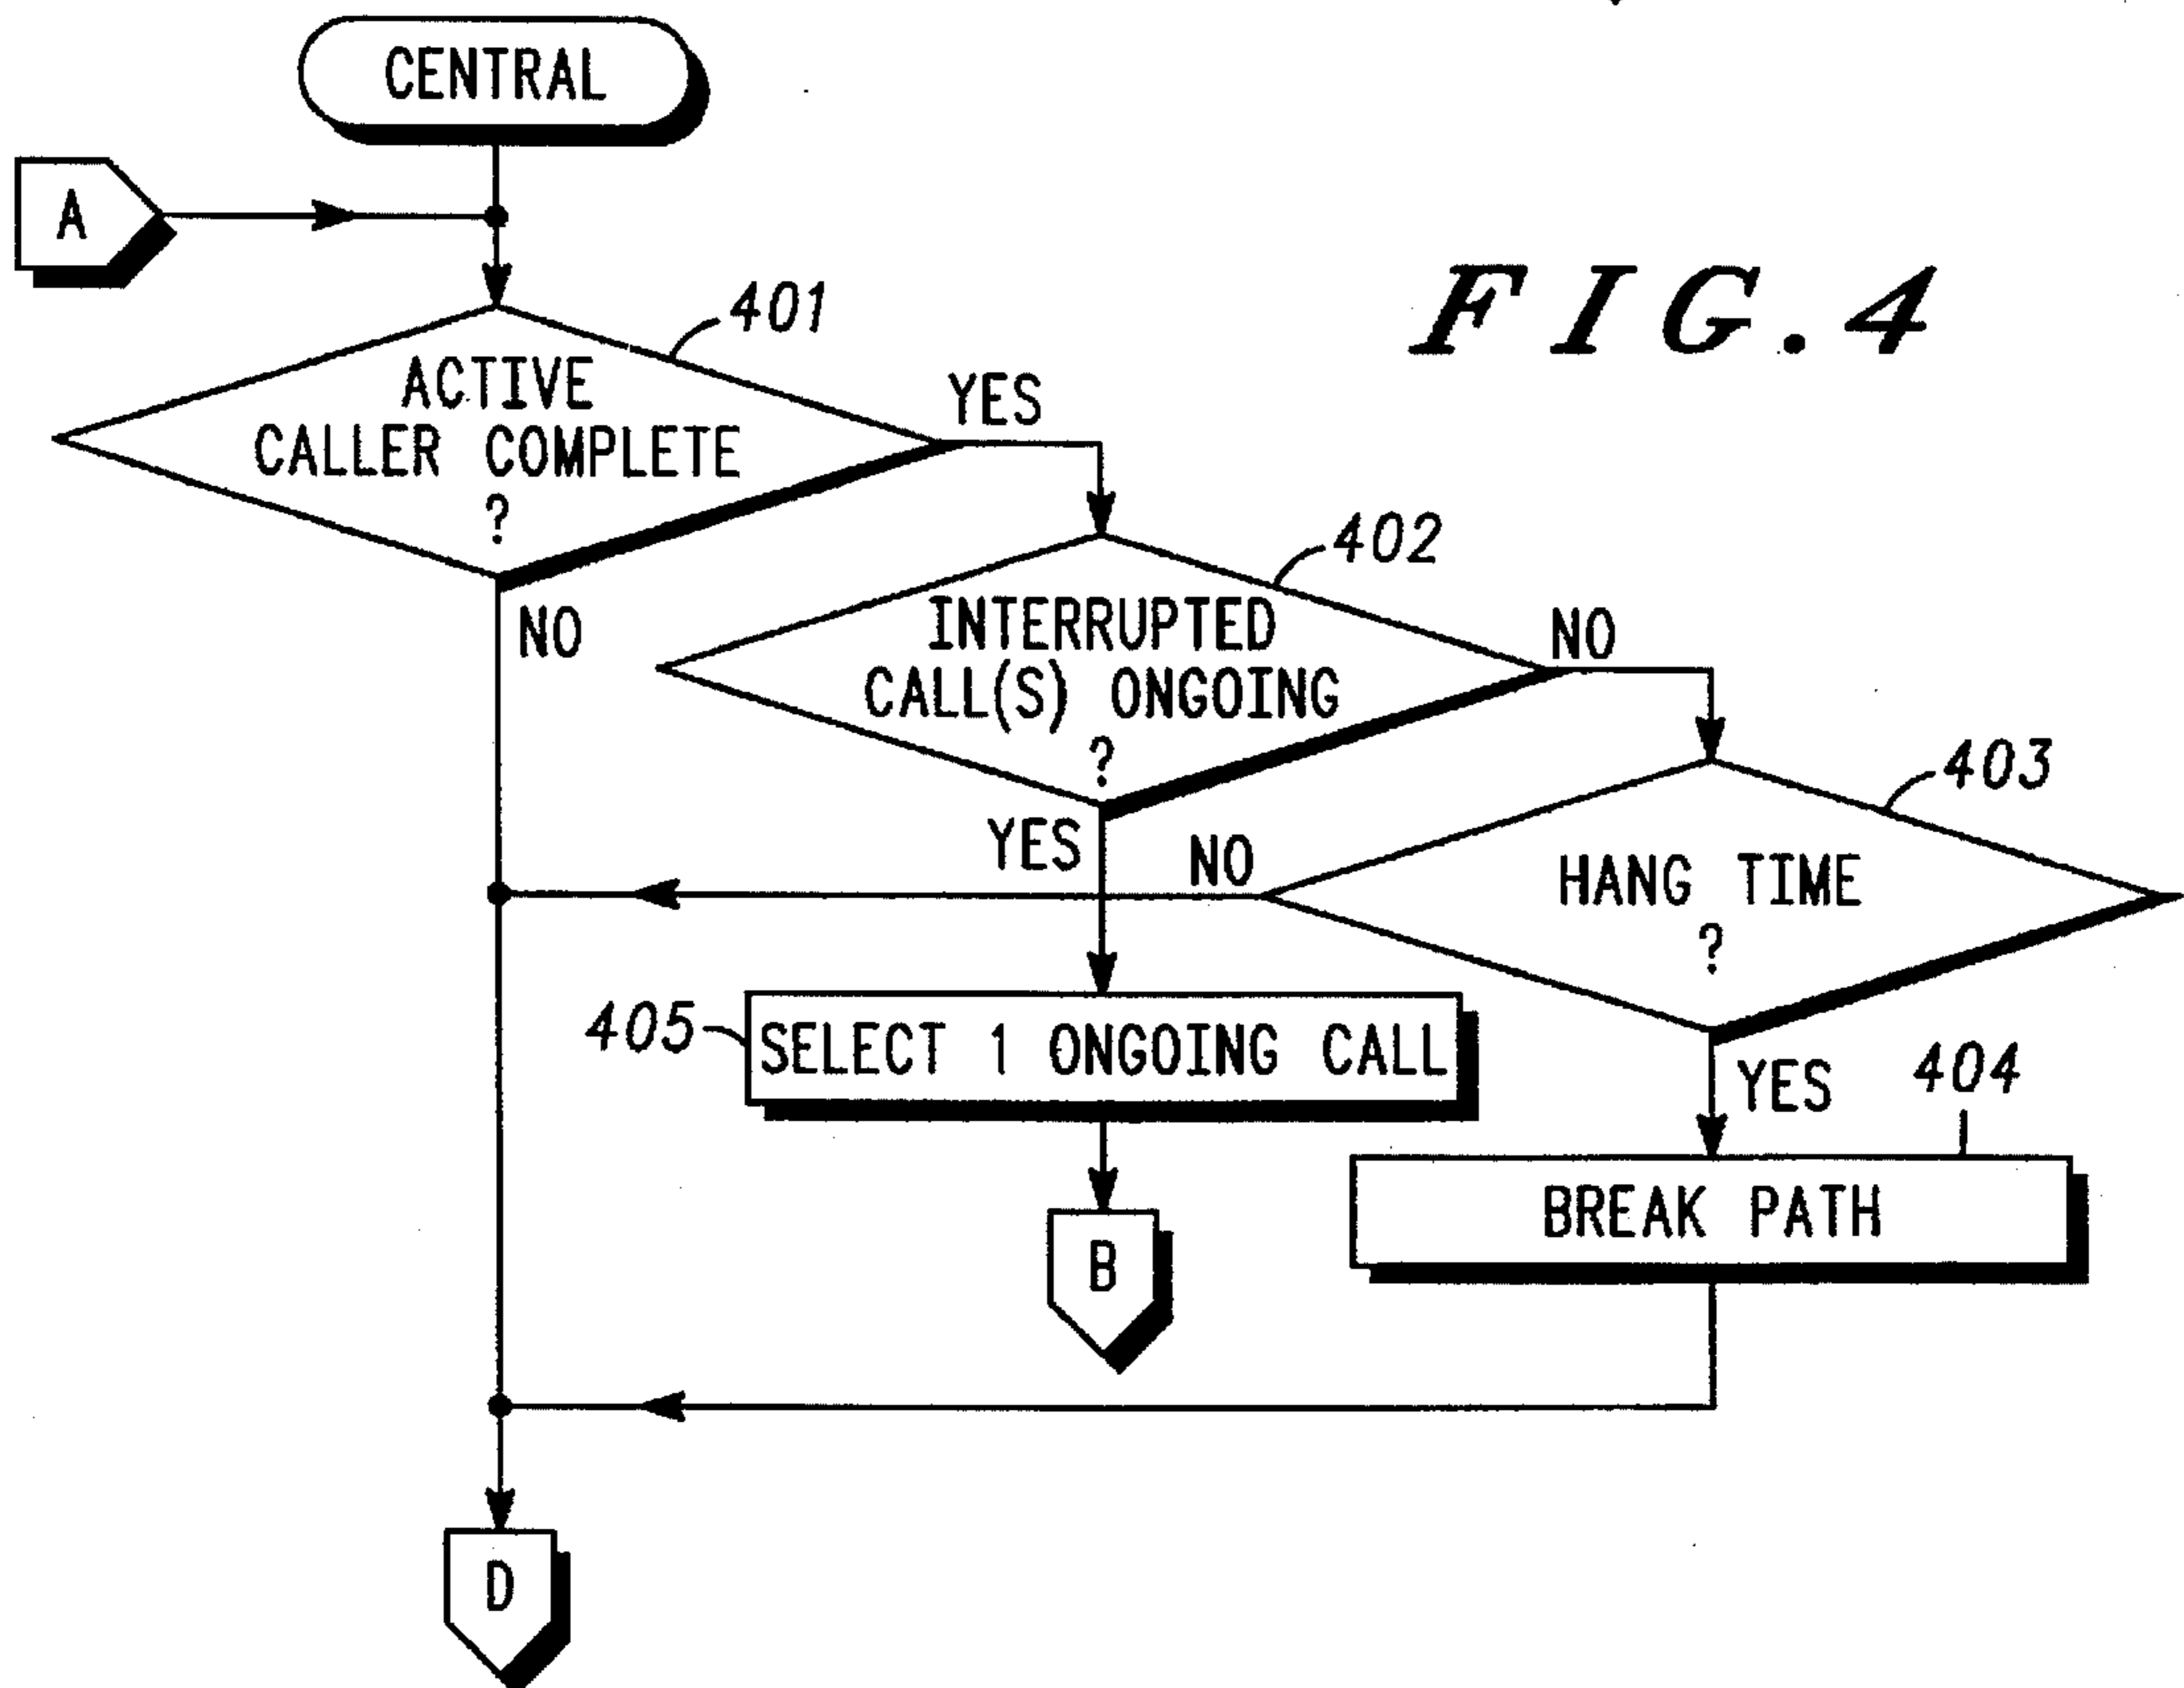 CENTRAL
A
FIG.4
401
ACTIVE
CALLER COMPLETE
?
YES
NO
402
INTERRUPTED
CALL(S) ONGOING
?
NO
YES
403
HANG TIME
?
NO
YES
405
SELECT 1 ONGOING CALL
404
BREAK PATH
B
D